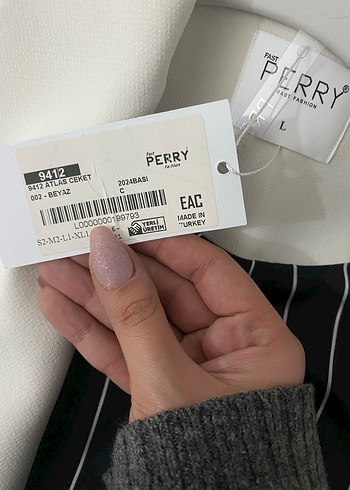 FAST
PERRY
FAST FASHION
L
9412
9412 ATLAS CEKET
002 - BEYAZ
Fast
PERRY
Fashion
2024BASI
C
L0000000199793
S2-M2-L1-XL1
EAC
MADE IN
TURKEY
YERLİ
ÜRETİM